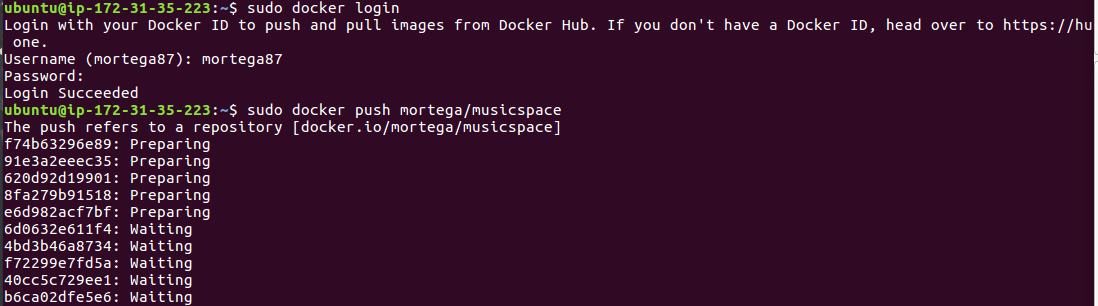 ubuntu@ip-172-31-35-223:~$ sudo docker login
Login with your Docker ID to push and pull images from Docker Hub. If you don't have a Docker ID, head over to https://hu
one.
Username (mortega87): mortega87
Password:
Login Succeeded
ubuntu@ip-172-31-35-223:~$ sudo docker push mortega/musicspace
The push refers to a repository [docker.io/mortega/musicspace]
f74b63296e89: Preparing
91e3a2eeec35: Preparing
620d92d19901: Preparing
8fa279b91518: Preparing
e6d982acf7bf: Preparing
6d0632e611f4: Waiting
4bd3b46a8734: Waiting
f72299e7fd5a: Waiting
40cc5c729ee1: Waiting
b6ca02dfe5e6: Waiting